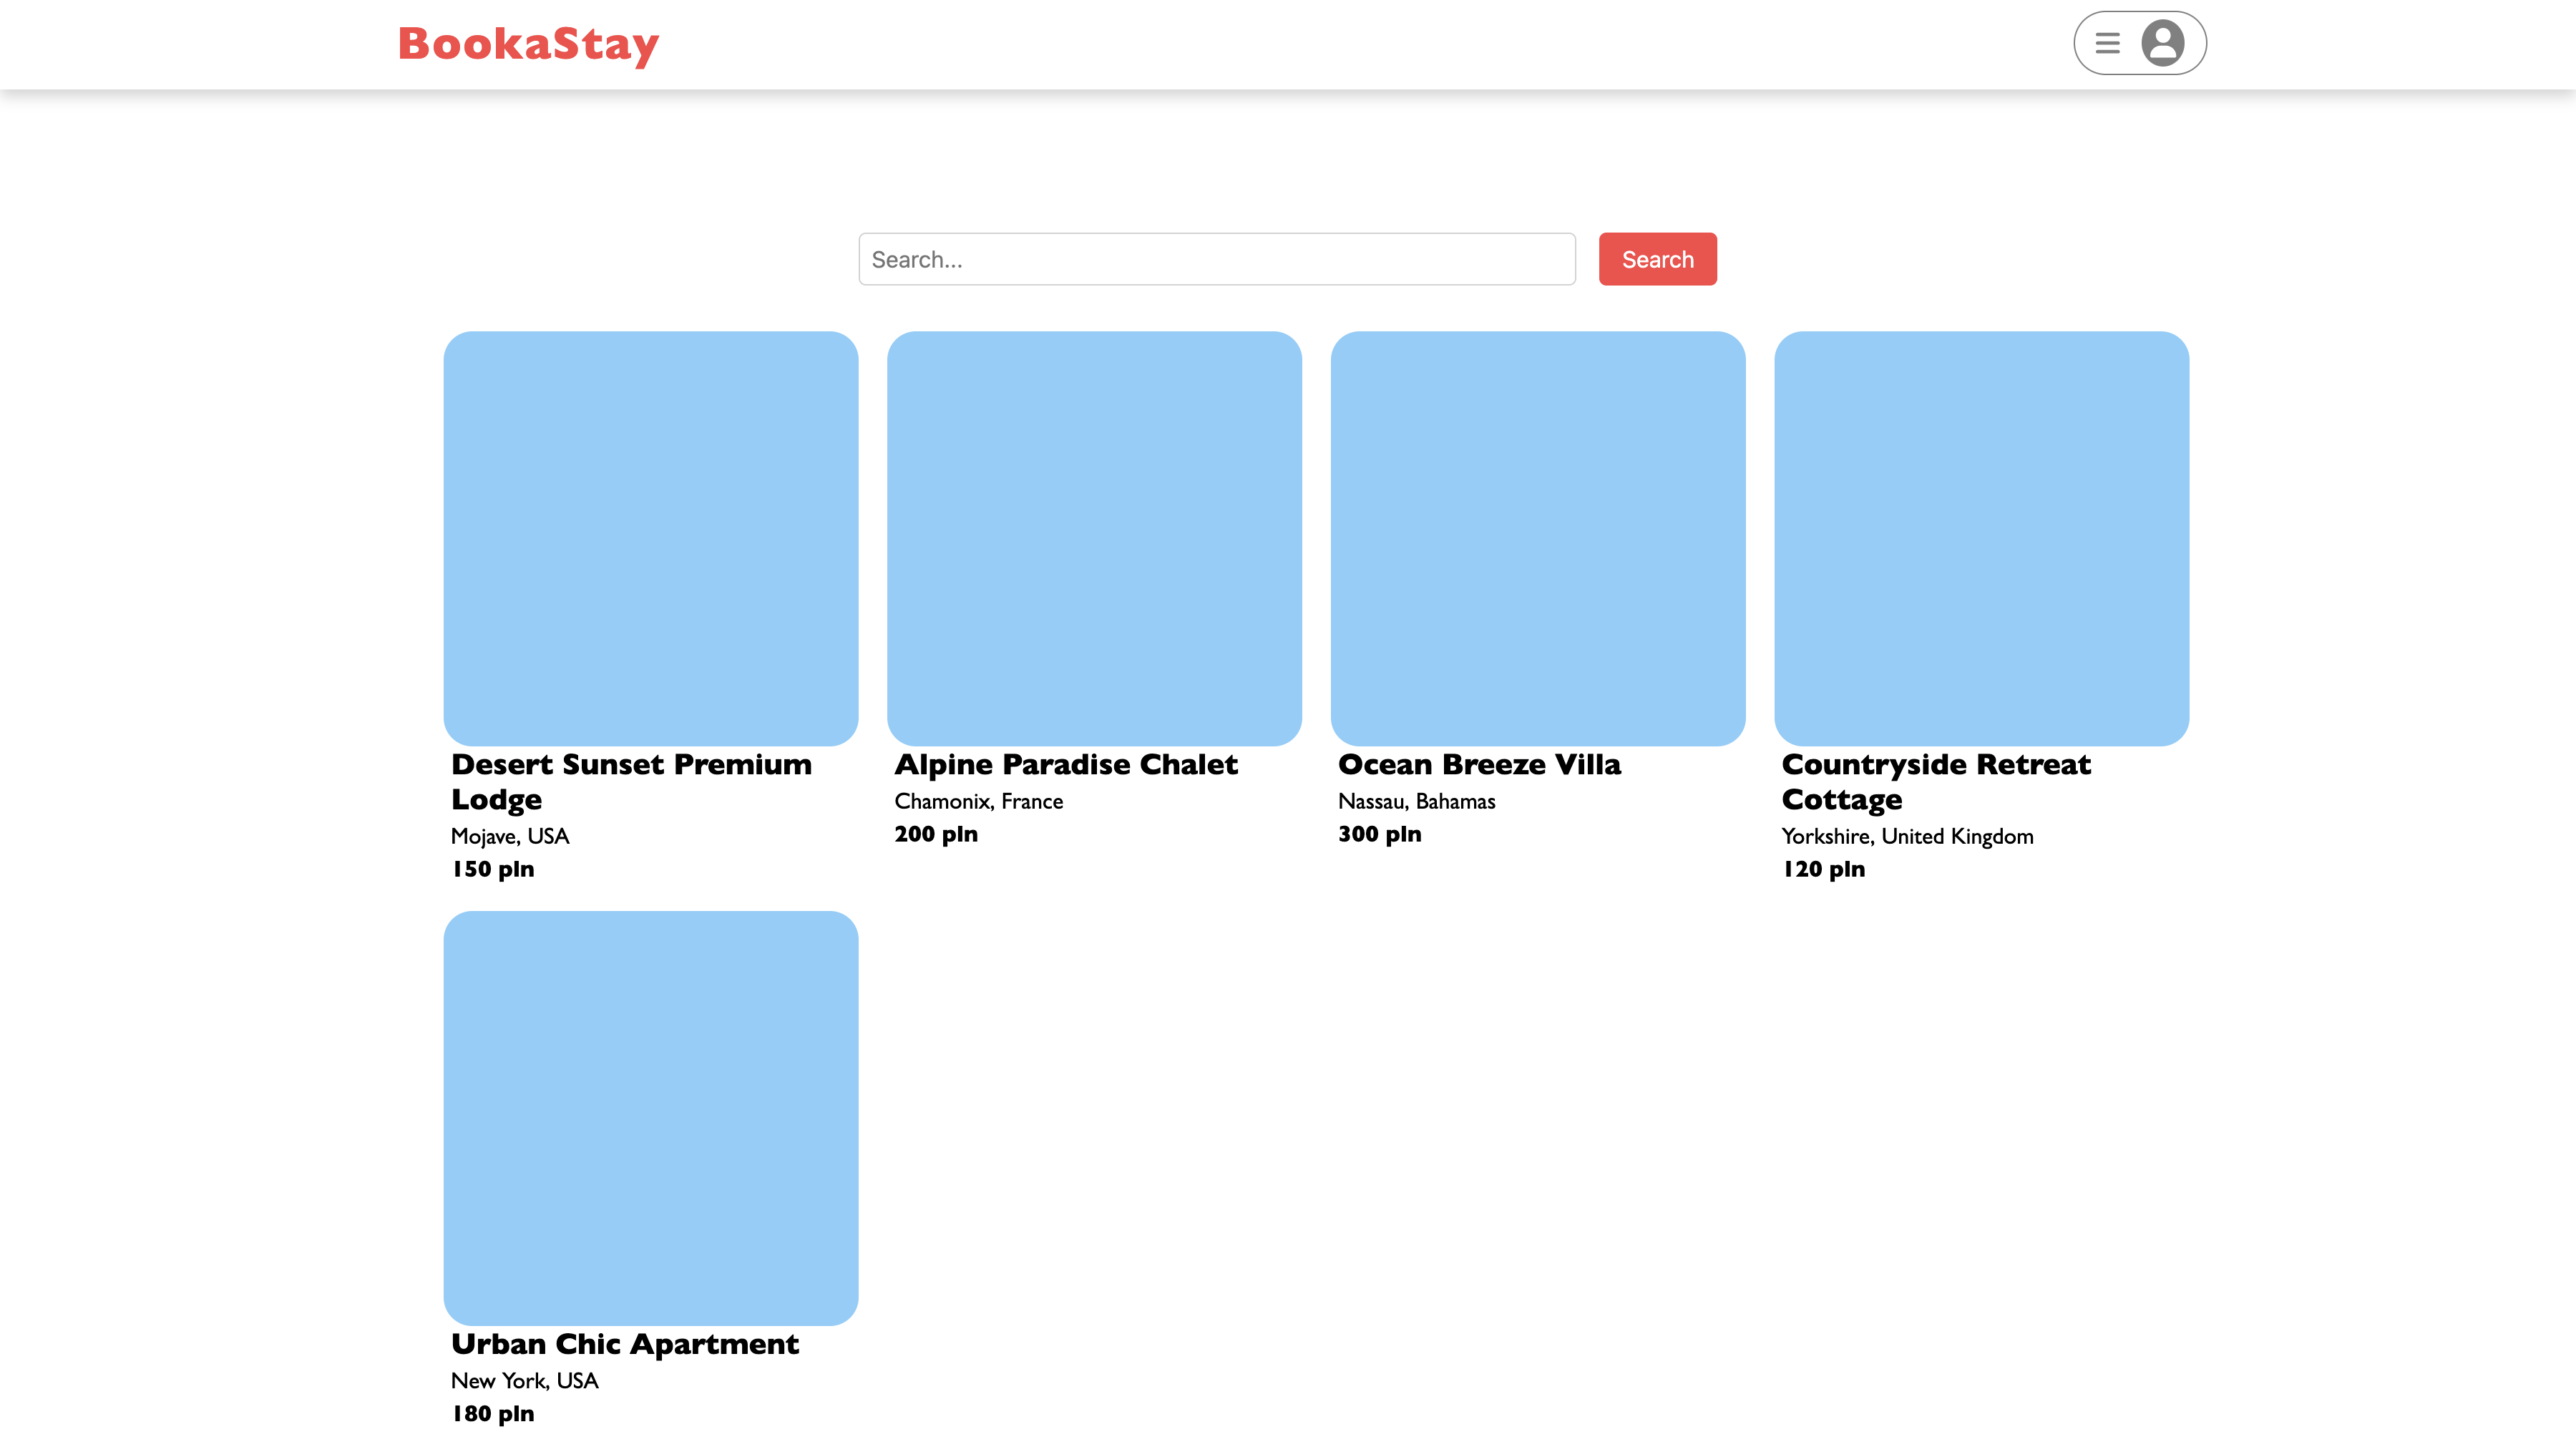 BookaStay
Search...
Search
Desert Sunset Premium
Lodge
Mojave, USA
150 pln
Alpine Paradise Chalet
Chamonix, France
200 pln
Ocean Breeze Villa
Nassau, Bahamas
300 pln
Countryside Retreat
Cottage
Yorkshire, United Kingdom
120 pln
Urban Chic Apartment
New York, USA
180 pln